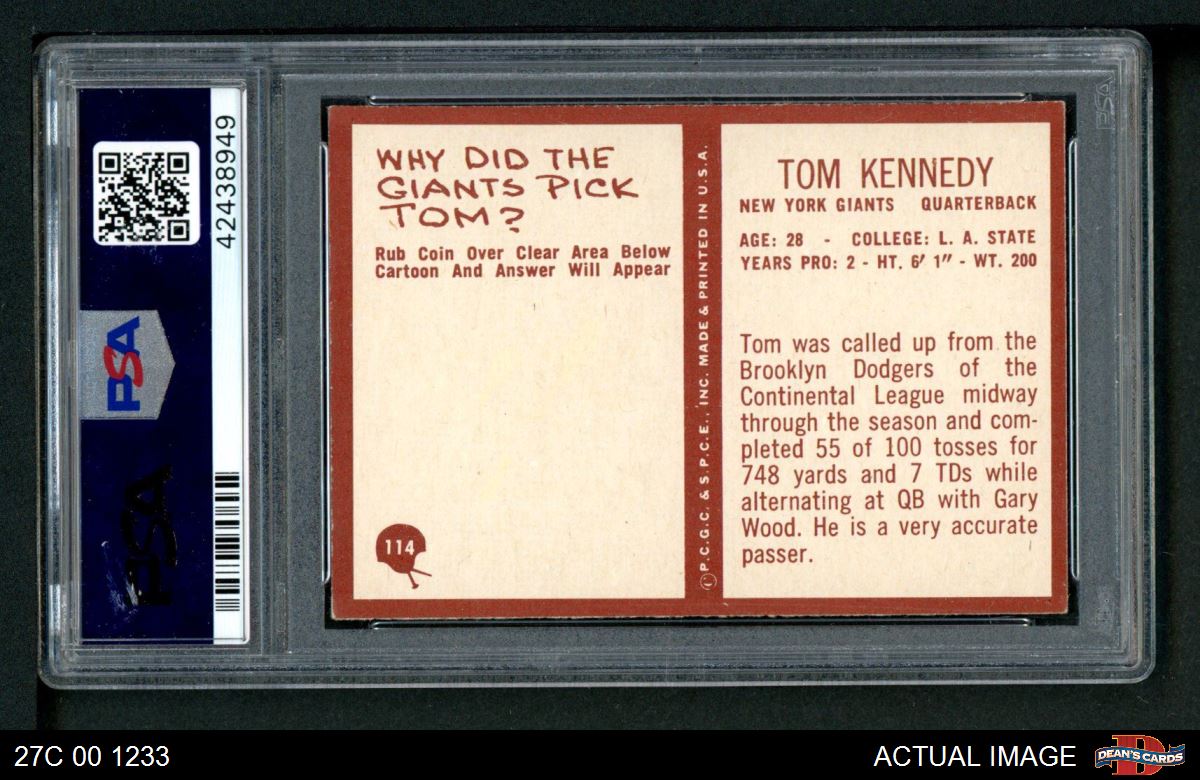 42438949
PSA
PSA
WHY DID THE
GIANTS PICK
TOM?
Rub Coin Over Clear Area Below
Cartoon And Answer Will Appear
114
© P.C.G.C. & S.P.C.E., INC. MADE & PRINTED IN U.S.A.
TOM KENNEDY
NEW YORK GIANTS QUARTERBACK
AGE: 28 - COLLEGE: L. A. STATE
YEARS PRO: 2 - HT. 6′ 1″ - WT. 200
Tom was called up from the
Brooklyn Dodgers of the
Continental League midway
through the season and com-
pleted 55 of 100 tosses for
748 yards and 7 TDs while
alternating at QB with Gary
Wood. He is a very accurate
passer.
PSA
27C 00 1233
ACTUAL IMAGE
D
DEAN'S CARDS